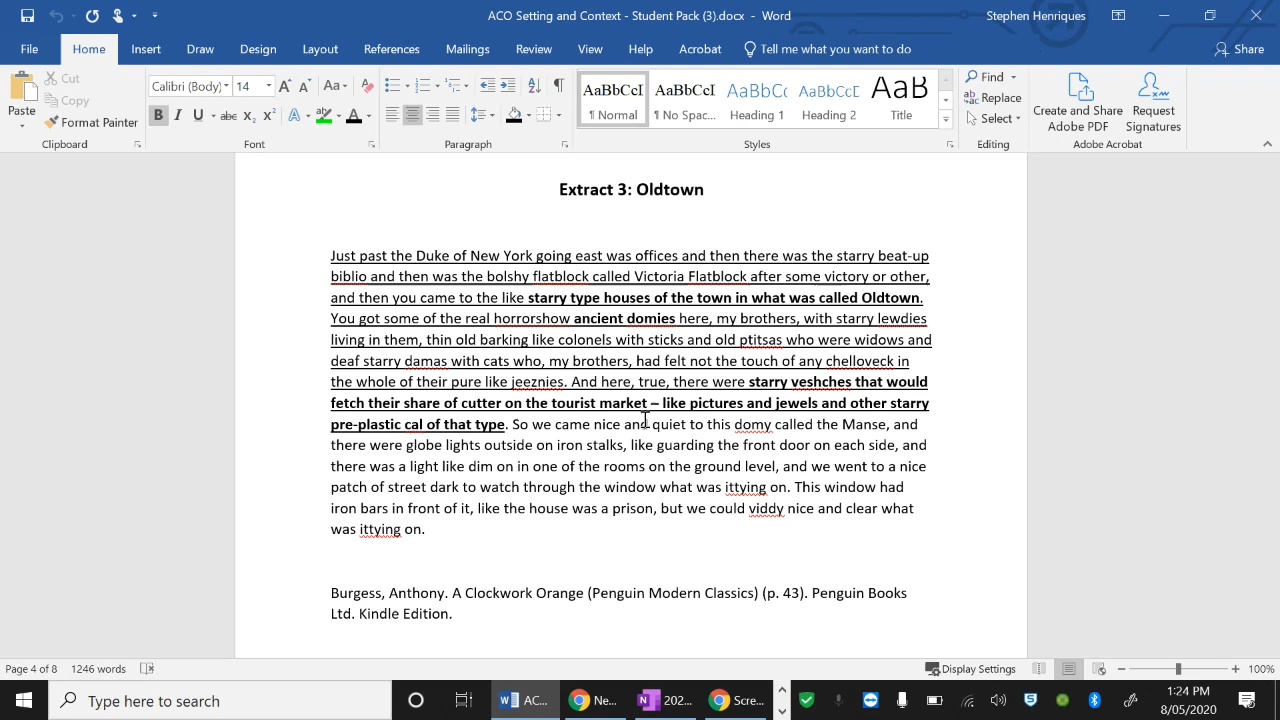 ACO Setting and Context - Student Pack (3).docx - Word
Stephen Henriques
File Home Insert Draw Design Layout References Mailings Review View Help Acrobat Tell me what you want to do Share
Paste
Cut
Copy
Format Painter
Clipboard
Calibri (Body) 14
Font
Paragraph
AaBbCcI AaBbCcI AaBbCc AaBbCcC AaB
¶ Normal ¶ No Spac... Heading 1 Heading 2 Title
Styles
Find
Replace
Select
Editing
Create and Share Adobe PDF
Request Signatures
Adobe Acrobat
Extract 3: Oldtown
Just past the Duke of New York going east was offices and then there was the starry beat-up
biblio and then was the bolshy flatblock called Victoria Flatblock after some victory or other,
and then you came to the like starry type houses of the town in what was called Oldtown.
You got some of the real horrorshow ancient domies here, my brothers, with starry lewdies
living in them, thin old barking like colonels with sticks and old ptitsas who were widows and
deaf starry damas with cats who, my brothers, had felt not the touch of any chelloveck in
the whole of their pure like jeeznies. And here, true, there were starry veshches that would
fetch their share of cutter on the tourist market – like pictures and jewels and other starry
pre-plastic cal of that type. So we came nice and quiet to this domy called the Manse, and
there were globe lights outside on iron stalks, like guarding the front door on each side, and
there was a light like dim on in one of the rooms on the ground level, and we went to a nice
patch of street dark to watch through the window what was ittying on. This window had
iron bars in front of it, like the house was a prison, but we could viddy nice and clear what
was ittying on.
Burgess, Anthony. A Clockwork Orange (Penguin Modern Classics) (p. 43). Penguin Books
Ltd. Kindle Edition.
Page 4 of 8 1246 words Display Settings 100%
Type here to search
AC... Ne... 202... Scre...
1:24 PM
8/05/2020